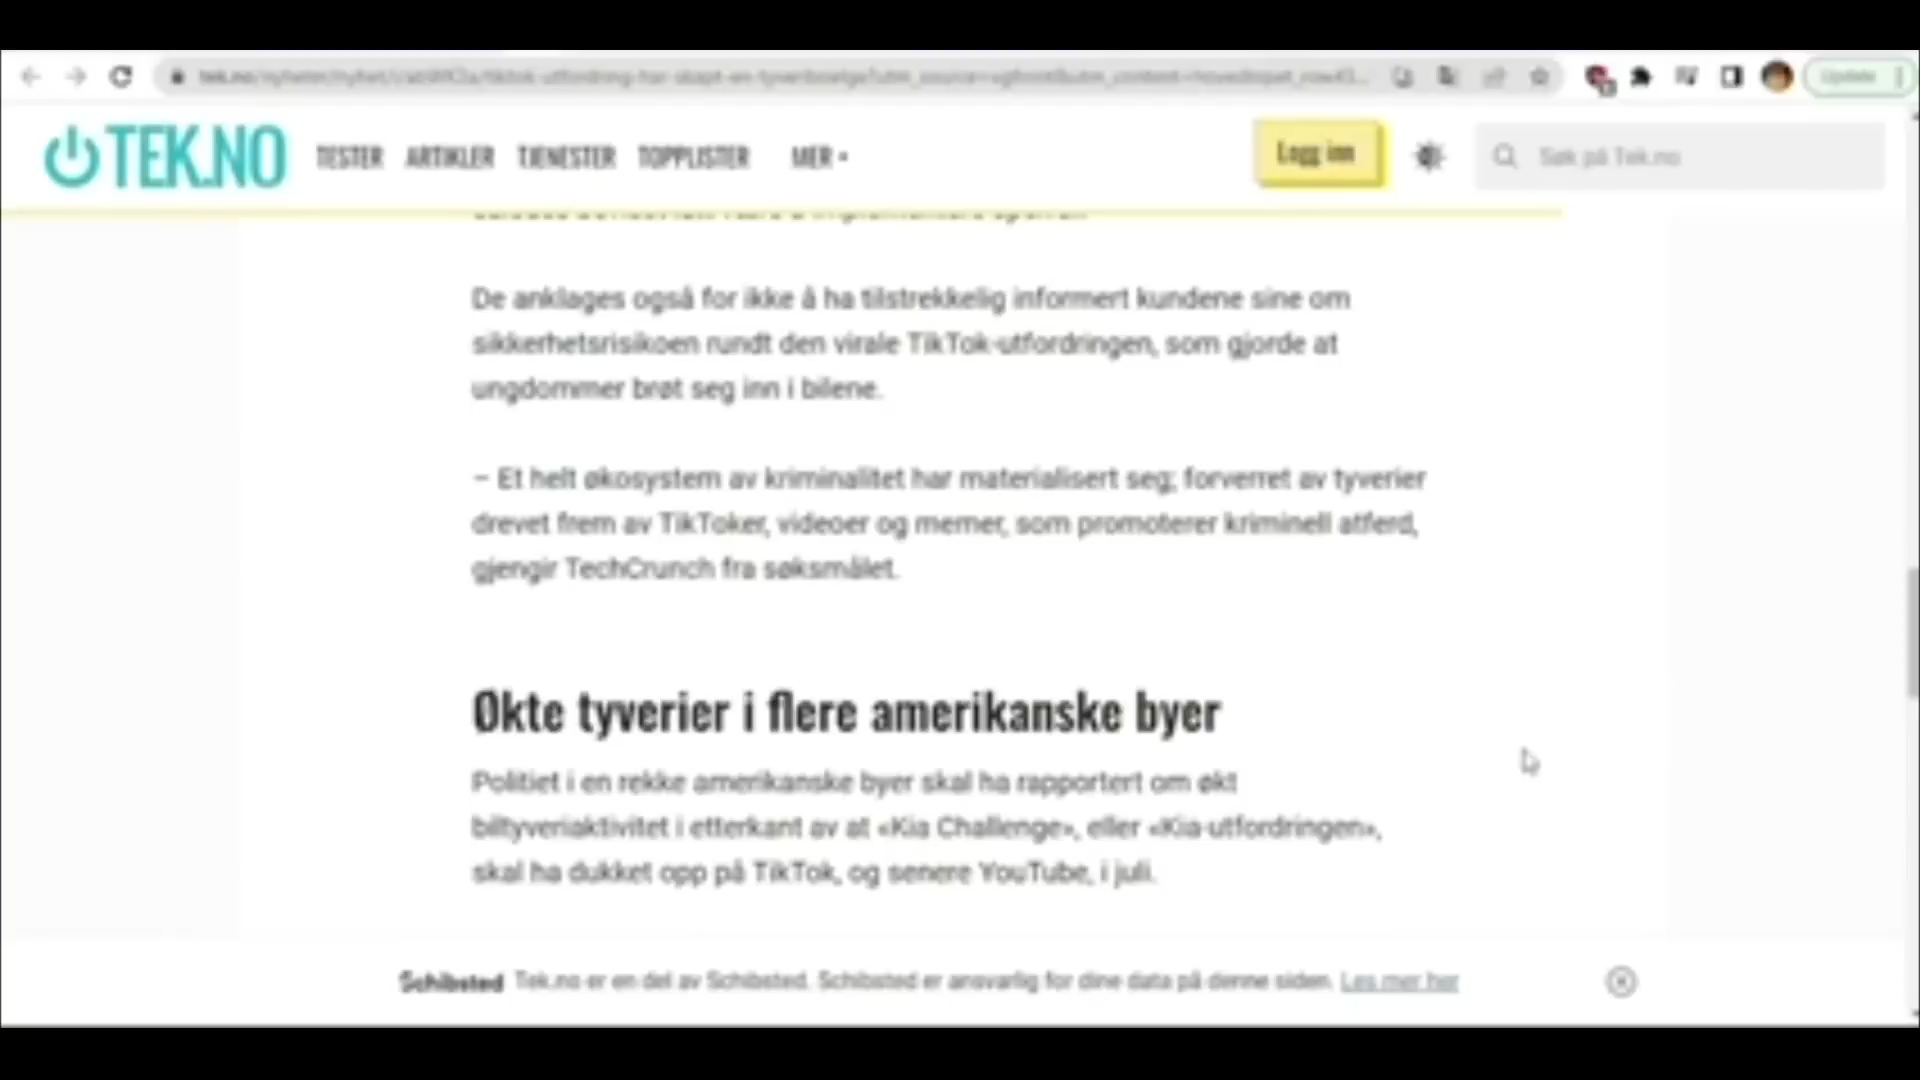 TEK.NO TESTER ARTIKLER TJENESTER TOPPLISTER MER Logg inn Søk på Tek.no
De anklages også for ikke å ha tilstrekkelig informert kundene sine om
sikkerhetsrisikoen rundt den virale TikTok-utfordringen, som gjorde at
ungdommer brøt seg inn i bilene.
– Et helt økosystem av kriminalitet har materialisert seg; forverret av tyverier
drevet frem av TikToker, videoer og memer, som promoterer kriminell atferd,
gjengir TechCrunch fra søksmålet.
Økte tyverier i flere amerikanske byer
Politiet i en rekke amerikanske byer skal ha rapportert om økt
biltyveriaktivitet i etterkant av at «Kia Challenge», eller «Kia-utfordringen»,
skal ha dukket opp på TikTok, og senere YouTube, i juli.
Schibsted Tek.no er en del av Schibsted. Schibsted er ansvarlig for dine data på denne siden. Les mer her